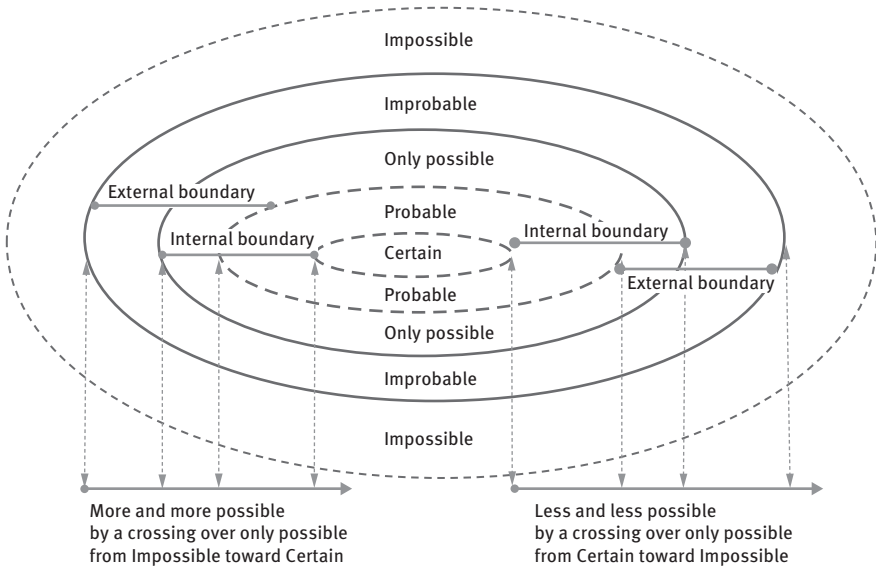 Impossible
Improbable
Only possible
External boundary
Probable
Internal boundary
Internal boundary
Certain
External boundary
Probable
Only possible
Improbable
Impossible
More and more possible
by a crossing over only possible
from Impossible toward Certain
Less and less possible
by a crossing over only possible
from Certain toward Impossible